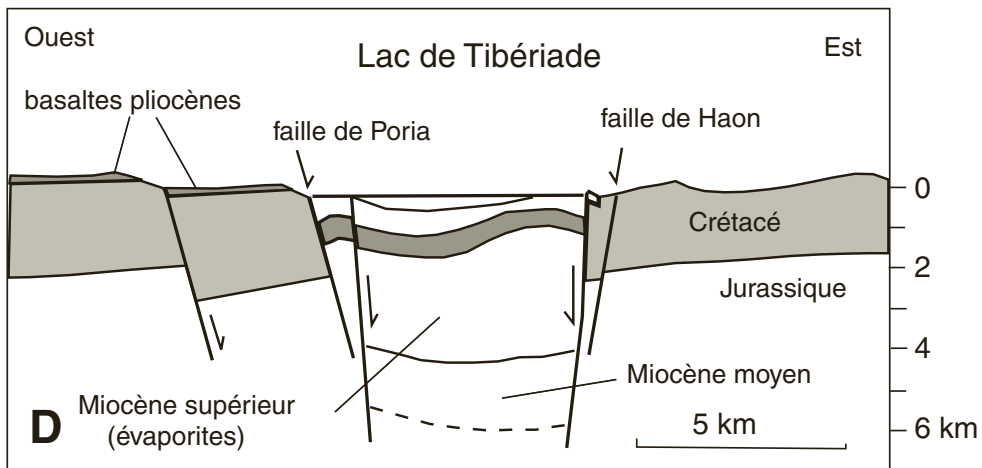 Ouest
Lac de Tibériade
Est
basaltes pliocènes
faille de Poria
faille de Haon
0
Crétacé
2
Jurassique
4
Miocène moyen
Miocène supérieur
(évaporites)
D
5 km
6 km